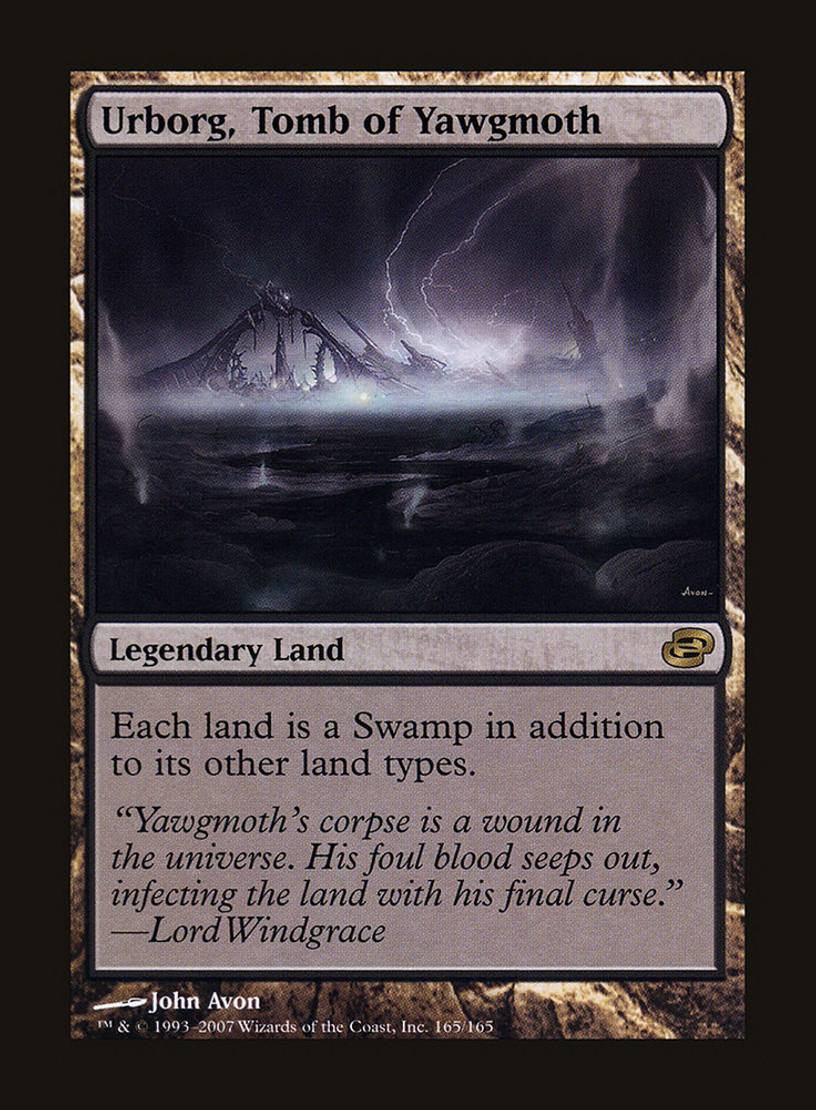 Urborg, Tomb of Yawgmoth
Avon-
Legendary Land
Each land is a Swamp in addition
to its other land types.
“Yawgmoth’s corpse is a wound in
the universe. His foul blood seeps out,
infecting the land with his final curse.”
—Lord Windgrace
John Avon
™ & © 1993–2007 Wizards of the Coast, Inc. 165/165